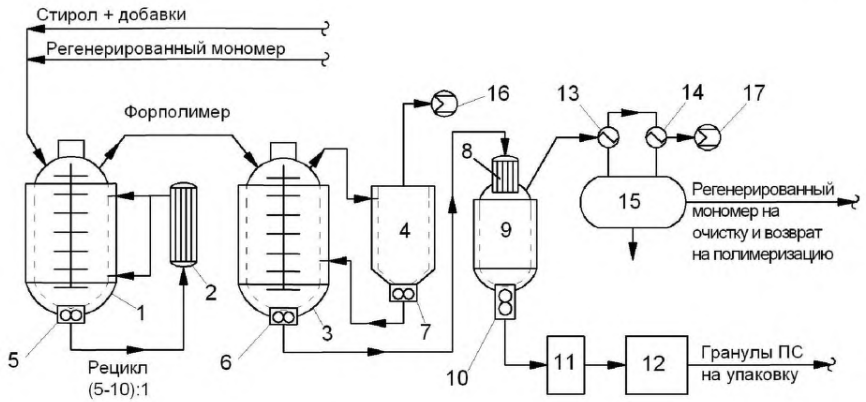 Стирол + добавки
Регенерированный мономер
Форполимер
16
13
14
17
8
4
9
15
Регенерированный
мономер на
очистку и возврат
на полимеризацию
1
2
3
5
6
7
10
Рецикл
(5-10):1
11
12
Гранулы ПС
на упаковку